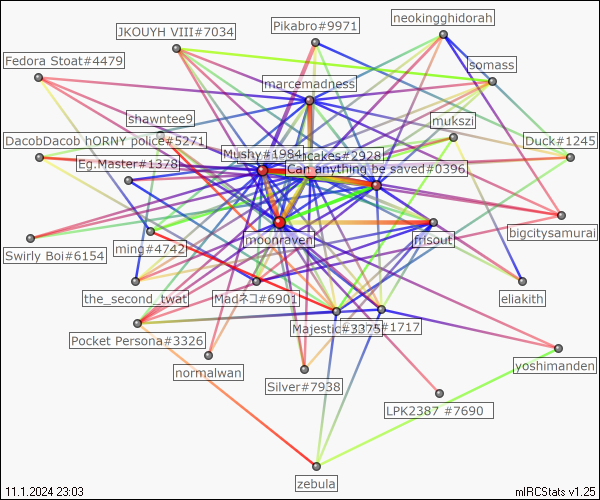 neokingghidorah
Pikabro#9971
JKOUYH VIII#7034
Fedora Stoat#4479
somass
marcemadness
shawntee9
mukszi
DacobDacob hORNY police#5271
Duck#1245
Mushy#1984
ncakes#2928
Eg.Master#1378
Can anything be saved#0396
bigcitysamurai
moonraven
frisout
ming#4742
Swirly Boi#6154
the_second_twat
Madネコ#6901
eliakith
Majestic#3375
#1717
Pocket Persona#3326
yoshimanden
normalwan
Silver#7938
LPK2387 #7690
zebula
11.1.2024 23:03
mIRCStats v1.25